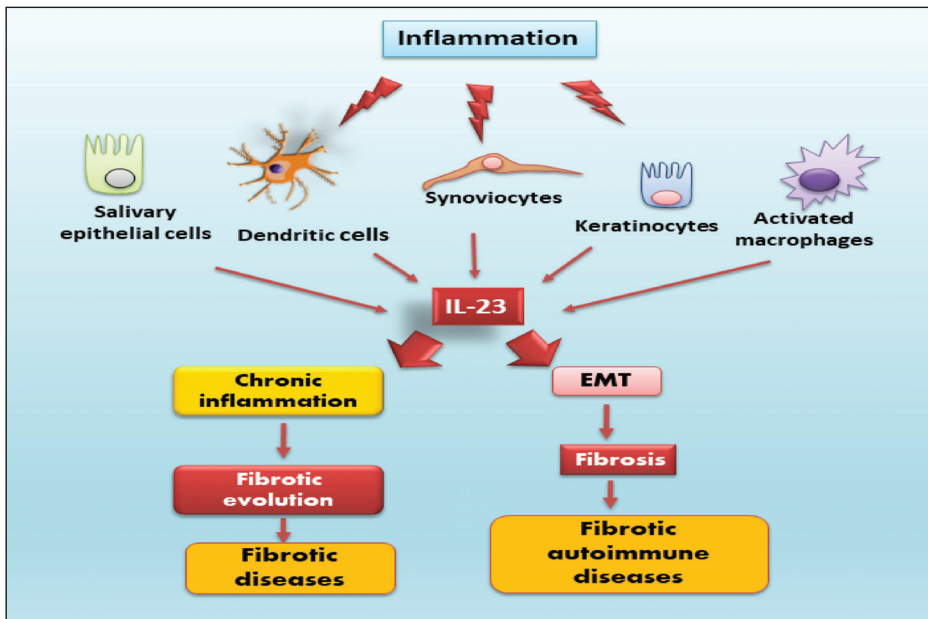 Inflammation
Salivary
epithelial cells
Dendritic cells
Synoviocytes
Keratinocytes
Activated
macrophages
IL-23
Chronic
inflammation
EMT
Fibrotic
evolution
Fibrosis
Fibrotic
diseases
Fibrotic
autoimmune
diseases